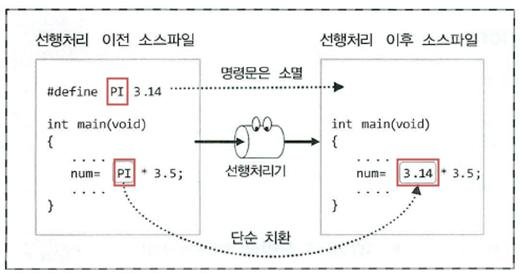 선행처리 이전 소스파일
#define PI 3.14
int main(void)
{
....
num= PI * 3.5;
....
}
명령문은 소멸
선행처리기
단순 치환
선행처리 이후 소스파일
int main(void)
{
....
num= 3.14 * 3.5;
....
}